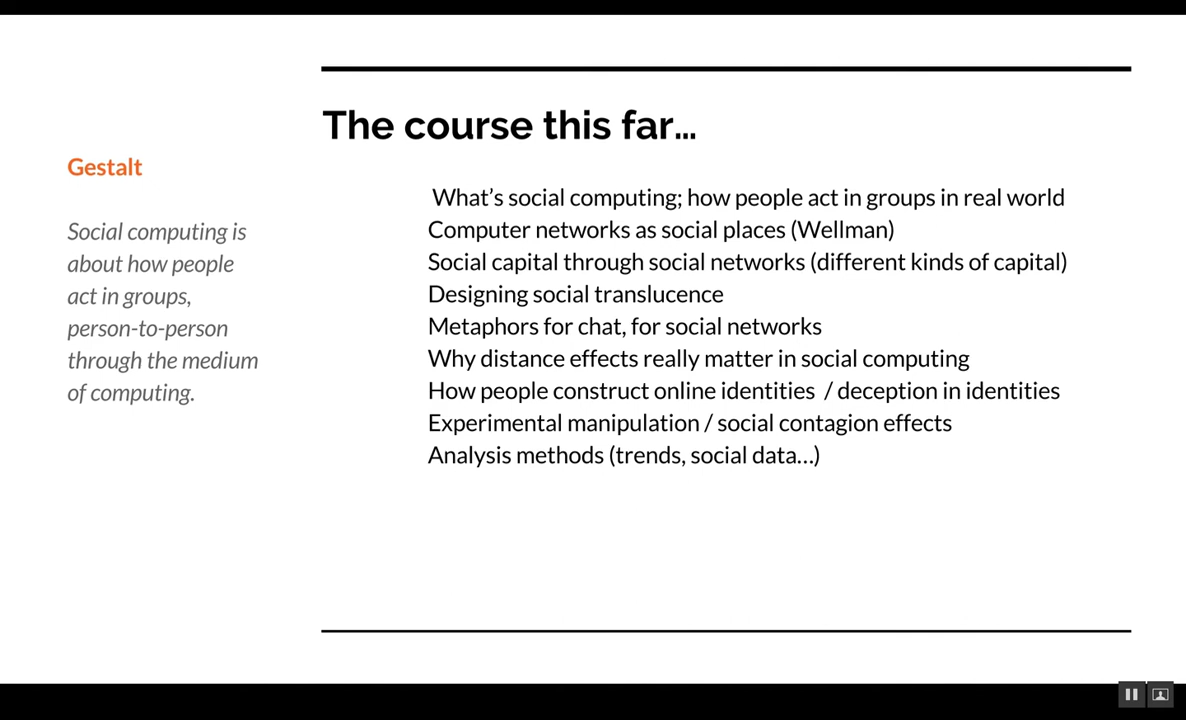 The course this far…
Gestalt
Social computing is
about how people
act in groups,
person-to-person
through the medium
of computing.
What’s social computing; how people act in groups in real world
Computer networks as social places (Wellman)
Social capital through social networks (different kinds of capital)
Designing social translucence
Metaphors for chat, for social networks
Why distance effects really matter in social computing
How people construct online identities / deception in identities
Experimental manipulation / social contagion effects
Analysis methods (trends, social data…)